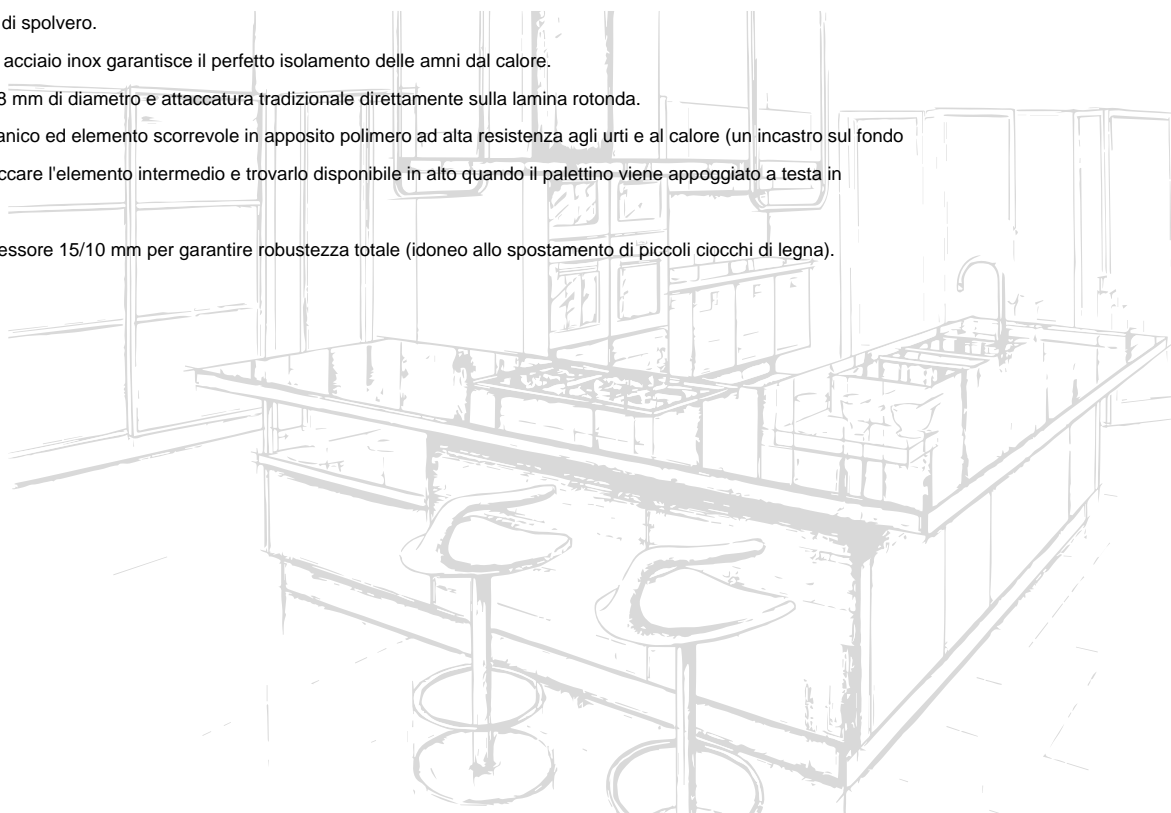 di spolvero.
acciaio inox garantisce il perfetto isolamento delle amni dal calore.
8 mm di diametro e attaccatura tradizionale direttamente sulla lamina rotonda.
anico ed elemento scorrevole in apposito polimero ad alta resistenza agli urti e al calore (un incastro sul fondo
ccare l'elemento intermedio e trovarlo disponibile in alto quando il palettino viene appoggiato a testa in
essore 15/10 mm per garantire robustezza totale (idoneo allo spostamento di piccoli ciocchi di legna).